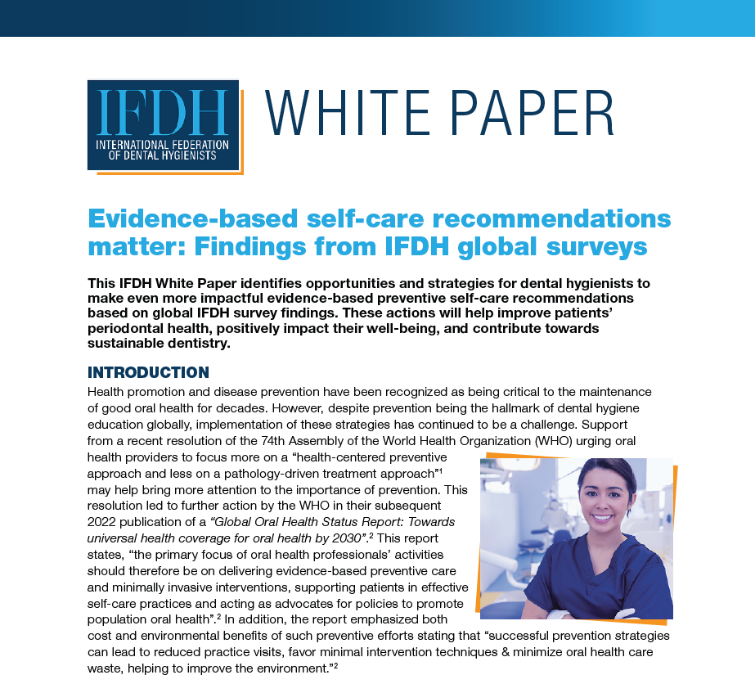 IFDH
INTERNATIONAL FEDERATION
OF DENTAL HYGIENISTS
WHITE PAPER
Evidence-based self-care recommendations
matter: Findings from IFDH global surveys
This IFDH White Paper identifies opportunities and strategies for dental hygienists to
make even more impactful evidence-based preventive self-care recommendations
based on global IFDH survey findings. These actions will help improve patients’
periodontal health, positively impact their well-being, and contribute towards
sustainable dentistry.
INTRODUCTION
Health promotion and disease prevention have been recognized as being critical to the maintenance
of good oral health for decades. However, despite prevention being the hallmark of dental hygiene
education globally, implementation of these strategies has continued to be a challenge. Support
from a recent resolution of the 74th Assembly of the World Health Organization (WHO) urging oral
health providers to focus more on a “health-centered preventive
approach and less on a pathology-driven treatment approach”¹
may help bring more attention to the importance of prevention. This
resolution led to further action by the WHO in their subsequent
2022 publication of a “Global Oral Health Status Report: Towards
universal health coverage for oral health by 2030”.² This report
states, “the primary focus of oral health professionals’ activities
should therefore be on delivering evidence-based preventive care
and minimally invasive interventions, supporting patients in effective
self-care practices and acting as advocates for policies to promote
population oral health”.² In addition, the report emphasized both
cost and environmental benefits of such preventive efforts stating that “successful prevention strategies
can lead to reduced practice visits, favor minimal intervention techniques & minimize oral health care
waste, helping to improve the environment.”²